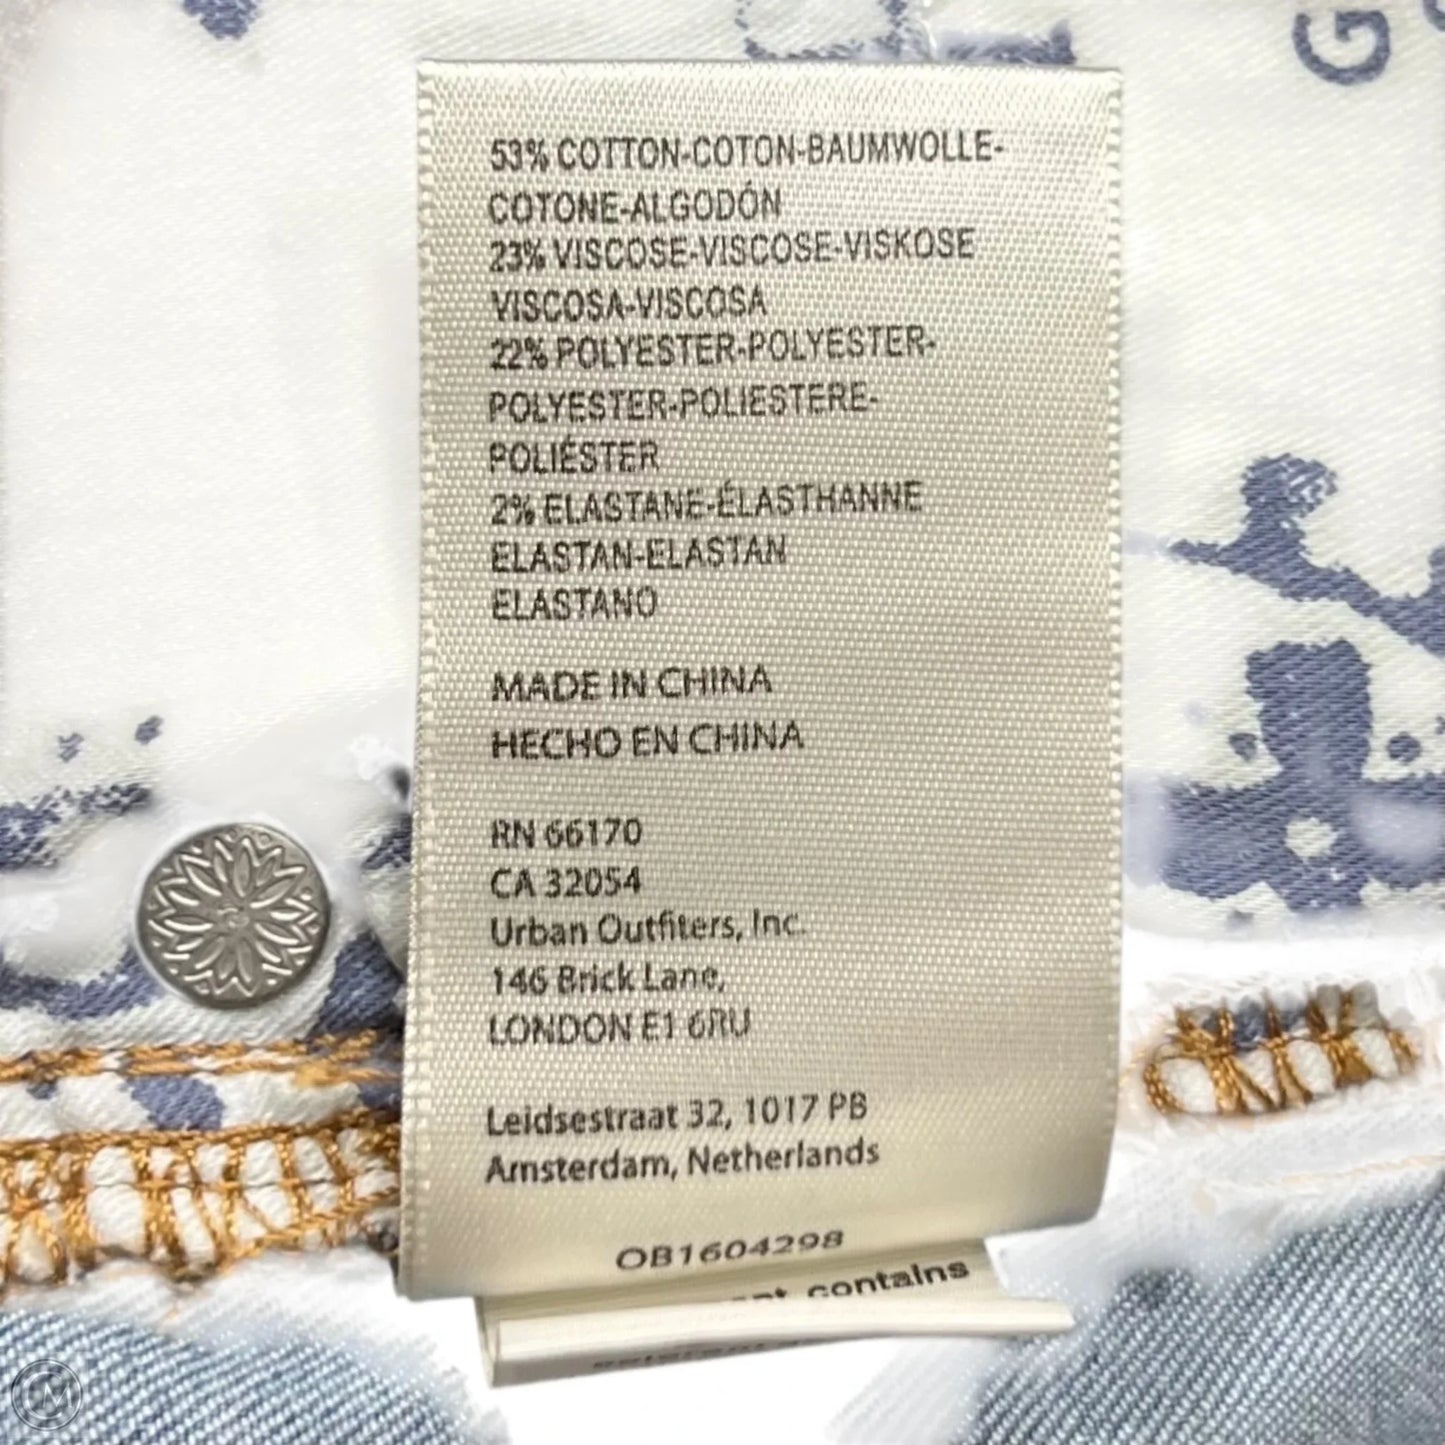 G
53% COTTON-COTON-BAUMWOLLE-
COTONE-ALGODÓN
23% VISCOSE-VISCOSE-VISKOSE
VISCOSA-VISCOSA
22% POLYESTER-POLYESTER-
POLYESTER-POLIESTERE-
POLIÉSTER
2% ELASTANE-ÉLASTHANNE
ELASTAN-ELASTAN
ELASTANO
MADE IN CHINA
HECHO EN CHINA
RN 66170
CA 32054
Urban Outfiters, Inc.
146 Brick Lane,
LONDON E1 6RU
Leidsestraat 32, 1017 PB
Amsterdam, Netherlands
OB1604298
contains